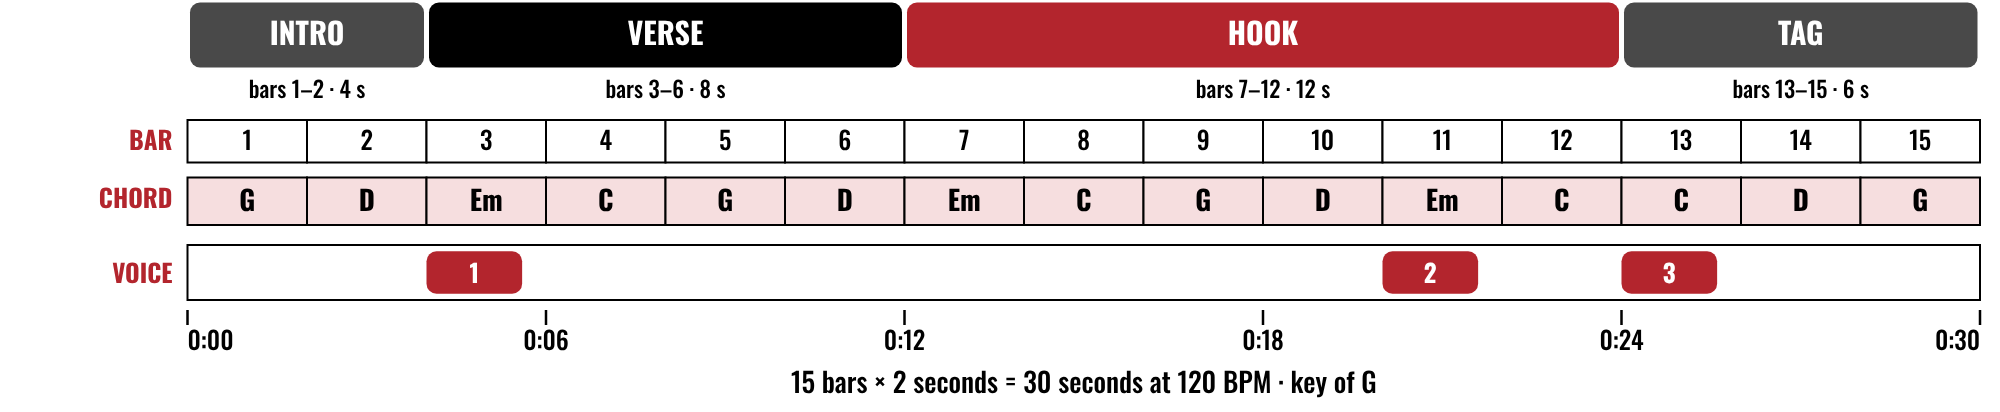 INTRO VERSE HOOK TAG
bars 1–2 · 4 s bars 3–6 · 8 s bars 7–12 · 12 s bars 13–15 · 6 s
BAR 1 2 3 4 5 6 7 8 9 10 11 12 13 14 15
CHORD G D Em C G D Em C G D Em C C D G
VOICE 1 2 3
0:00 0:06 0:12 0:18 0:24 0:30
15 bars × 2 seconds = 30 seconds at 120 BPM · key of G